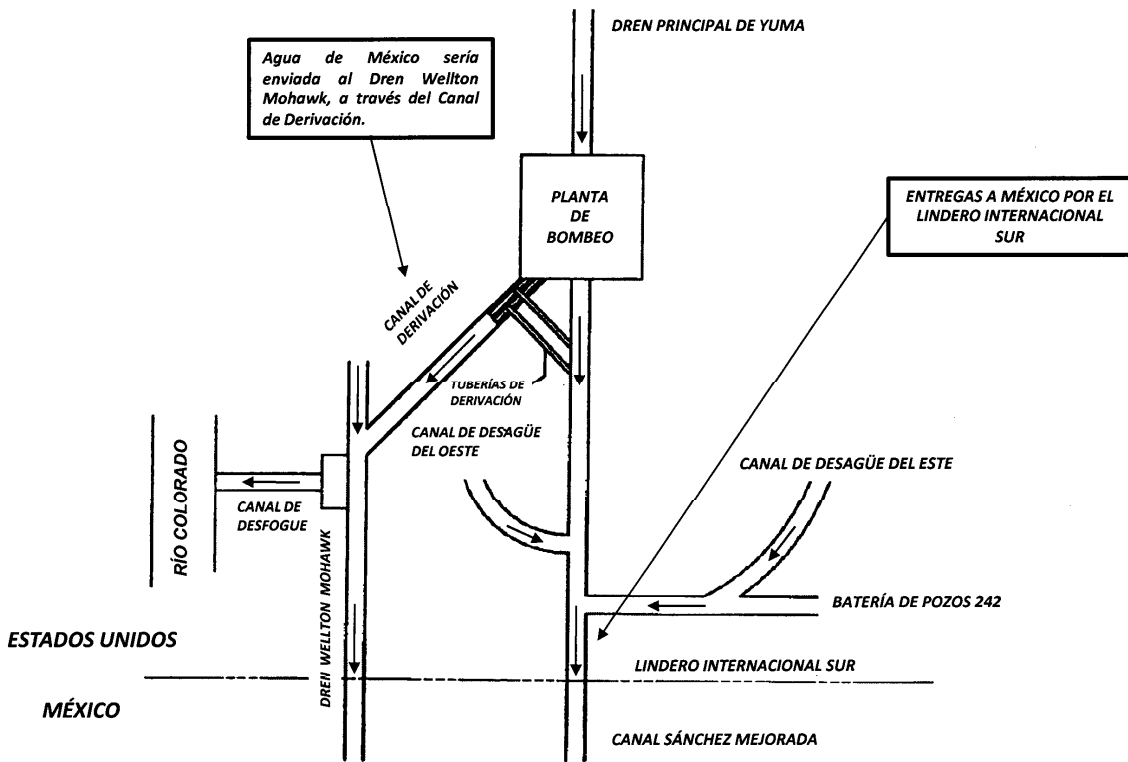 DREN PRINCIPAL DE YUMA
Agua de México sería
enviada al Dren Wellton
Mohawk, a través del Canal
de Derivación.
PLANTA
DE
BOMBEO
ENTREGAS A MÉXICO POR EL
LINDERO INTERNACIONAL
SUR
CANAL DE
DERIVACIÓN
TUBERÍAS DE
DERIVACIÓN
CANAL DE DESAGÜE
DEL OESTE
CANAL DE DESAGÜE DEL ESTE
RÍO COLORADO
CANAL DE
DESFOGUE
DREN WELLTON MOHAWK
BATERÍA DE POZOS 242
ESTADOS UNIDOS
LINDERO INTERNACIONAL SUR
MÉXICO
CANAL SÁNCHEZ MEJORADA